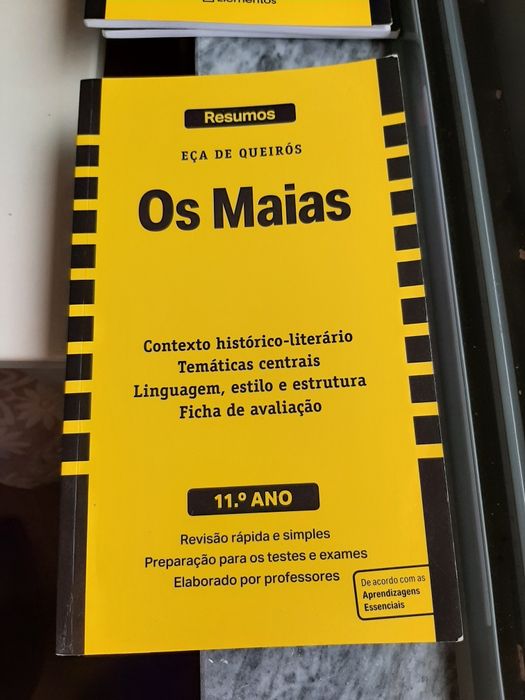 Elementos
Resumos
EÇA DE QUEIRÓS
Os Maias
Contexto histórico-literário
Temáticas centrais
Linguagem, estilo e estrutura
Ficha de avaliação
11.º ANO
Revisão rápida e simples
Preparação para os testes e exames
Elaborado por professores
De acordo com as
Aprendizagens
Essenciais